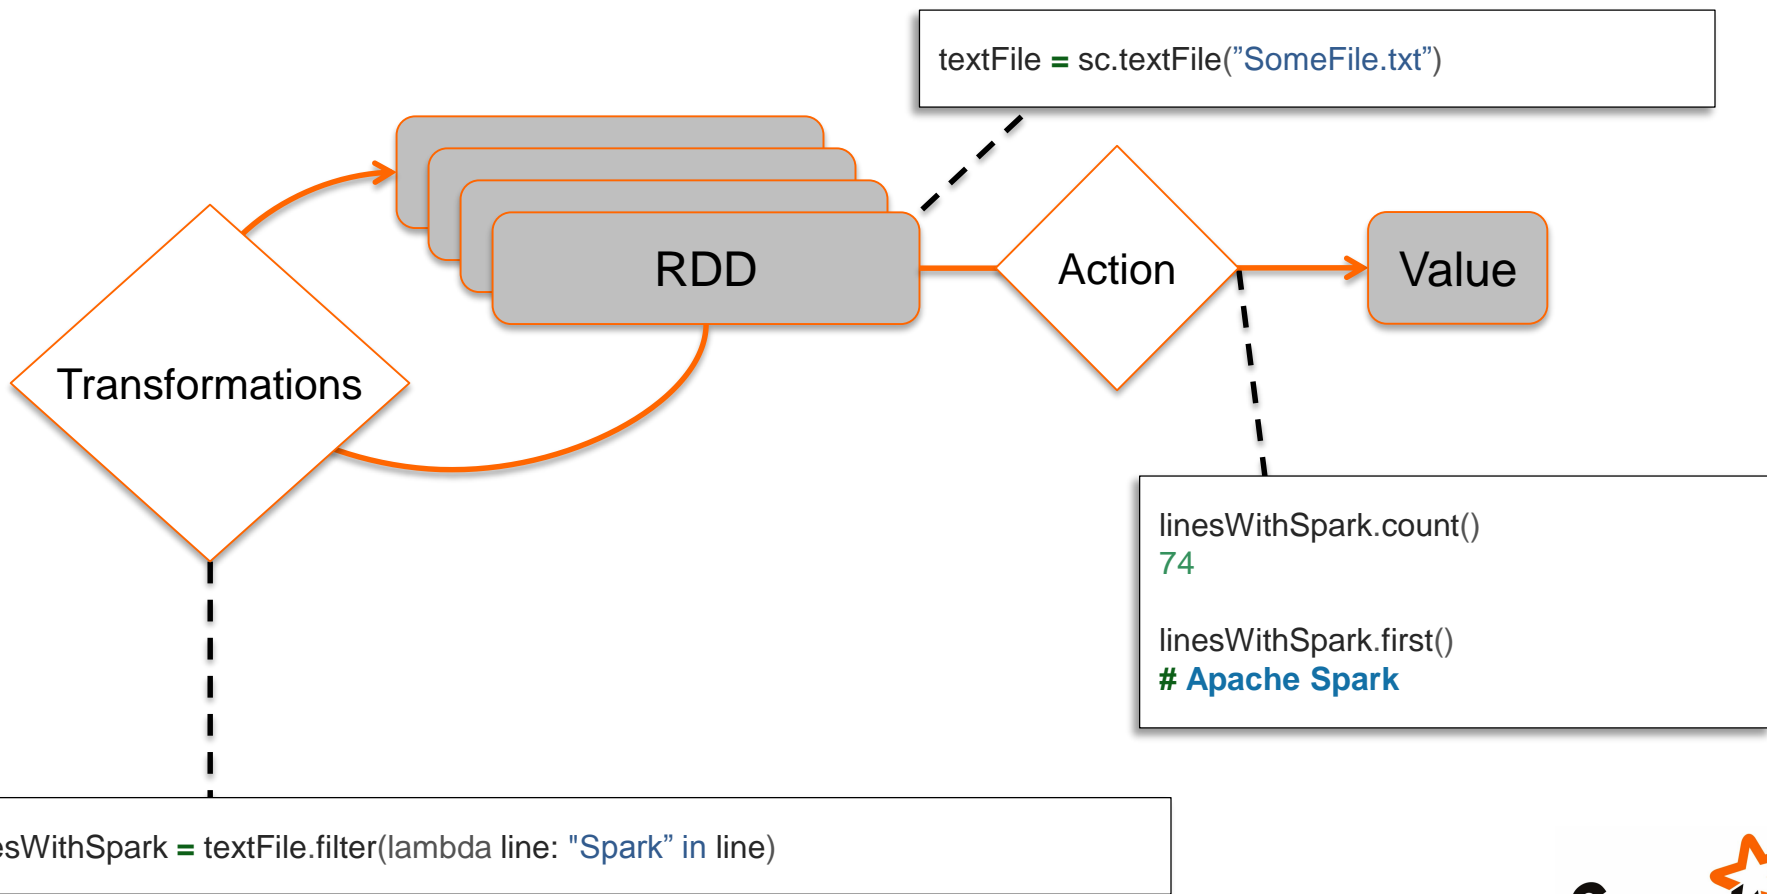 textFile = sc.textFile(”SomeFile.txt”)
RDD
Action
Value
Transformations
linesWithSpark.count()
74
linesWithSpark.first()
# Apache Spark
esWithSpark = textFile.filter(lambda line: "Spark” in line)